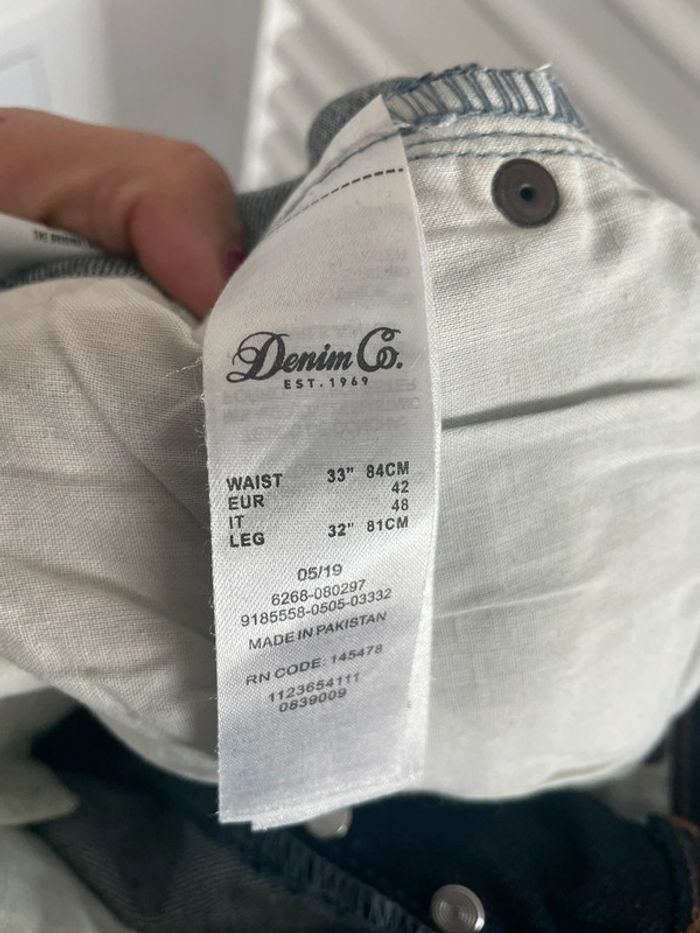 Denim Co.
EST. 1969
WAIST 33" 84CM
EUR 42
IT 48
LEG 32" 81CM
05/19
6268-080297
9185558-0505-03332
MADE IN PAKISTAN
RN CODE: 145478
1123654111
0839009